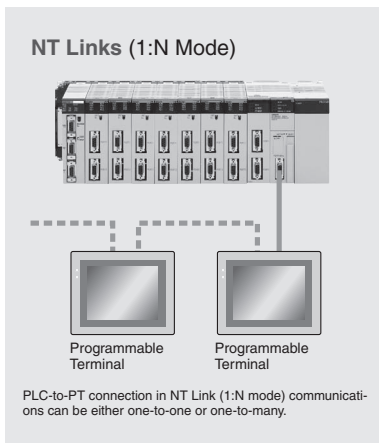 NT Links (1:N Mode)
Programmable
Terminal
Programmable
Terminal
PLC-to-PT connection in NT Link (1:N mode) communicati-
ons can be either one-to-one or one-to-many.